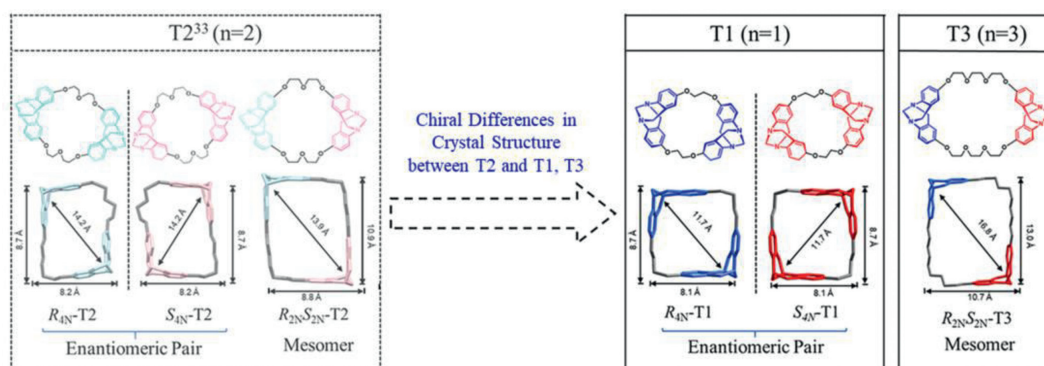 T2³³ (n=2)
T1 (n=1)
T3 (n=3)
Chiral Differences in
Crystal Structure
between T2 and T1, T3
8.7 Å
14.2 Å
8.2 Å
14.2 Å
8.7 Å
8.2 Å
13.9 Å
10.9 Å
8.8 Å
8.7 Å
11.7 Å
8.1 Å
11.7 Å
8.7 Å
8.1 Å
16.8 Å
13.0 Å
10.7 Å
R4N-T2
S4N-T2
R2NS2N-T2
R4N-T1
S4N-T1
R2NS2N-T3
Enantiomeric Pair
Mesomer
Enantiomeric Pair
Mesomer